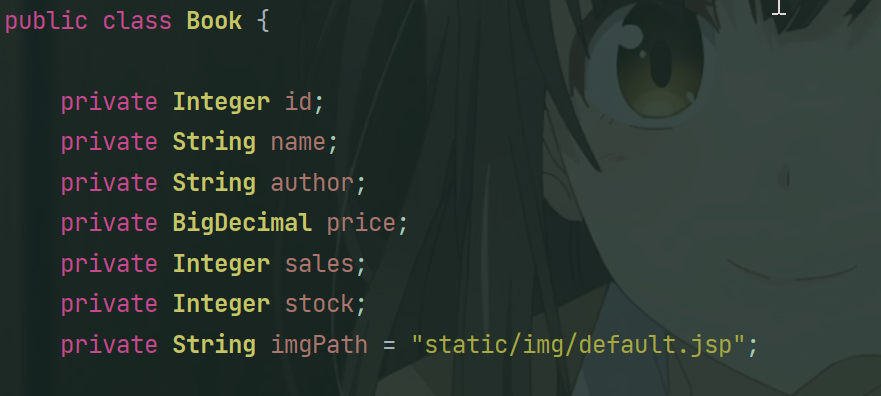 public class Book {
private Integer id;
private String name;
private String author;
private BigDecimal price;
private Integer sales;
private Integer stock;
private String imgPath = "static/img/default.jsp";